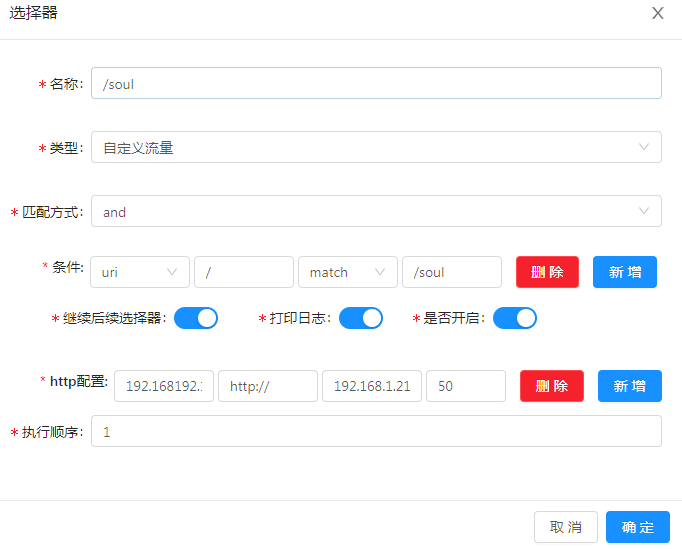 选择器
* 名称: /soul
* 类型: 自定义流量
* 匹配方式: and
* 条件: uri / match /soul 删 除 新 增
* 继续后续选择器: * 打印日志: * 是否开启:
* http配置: 192.168192. http:// 192.168.1.21 50 删 除 新 增
* 执行顺序: 1
取 消 确 定